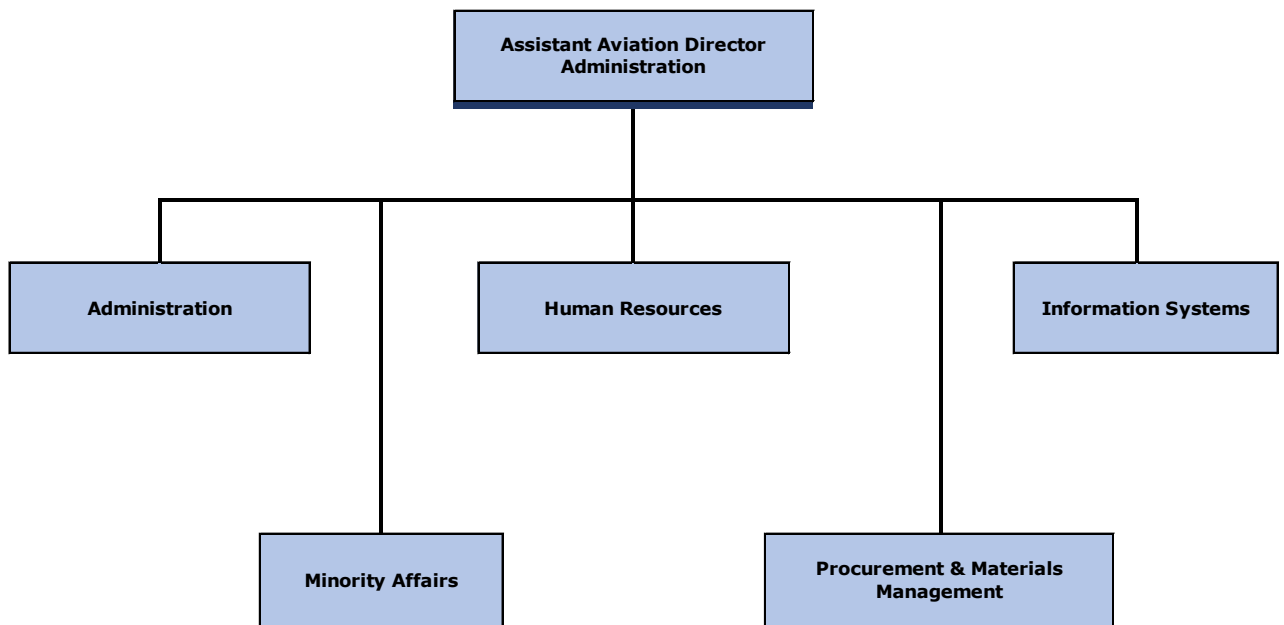 Assistant Aviation Director
Administration
Administration
Human Resources
Information Systems
Minority Affairs
Procurement & Materials
Management